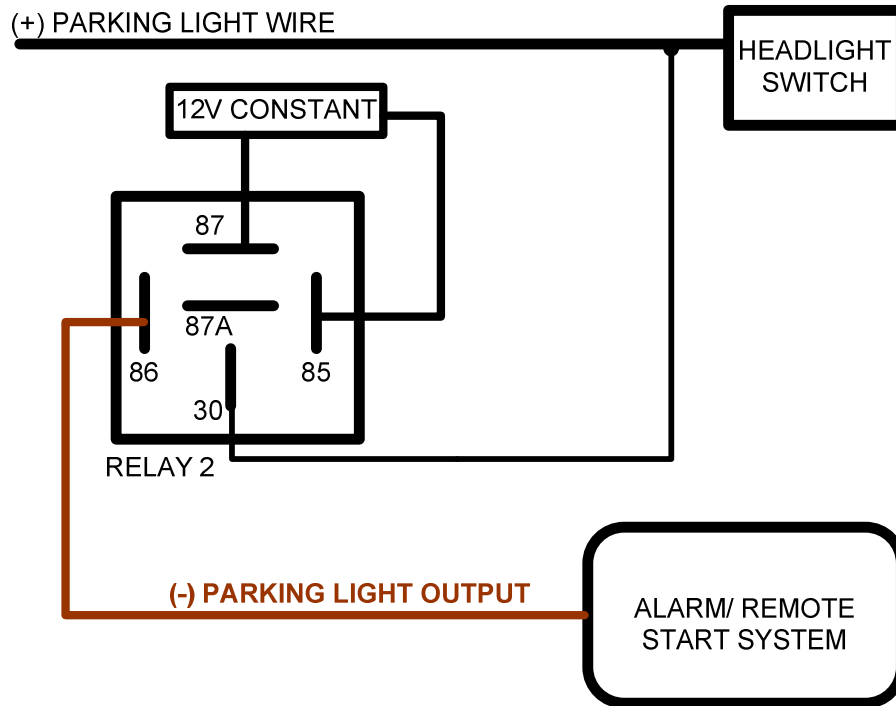 (+) PARKING LIGHT WIRE
HEADLIGHT
SWITCH
12V CONSTANT
87
87A
86
85
30
RELAY 2
(-) PARKING LIGHT OUTPUT
ALARM/ REMOTE
START SYSTEM